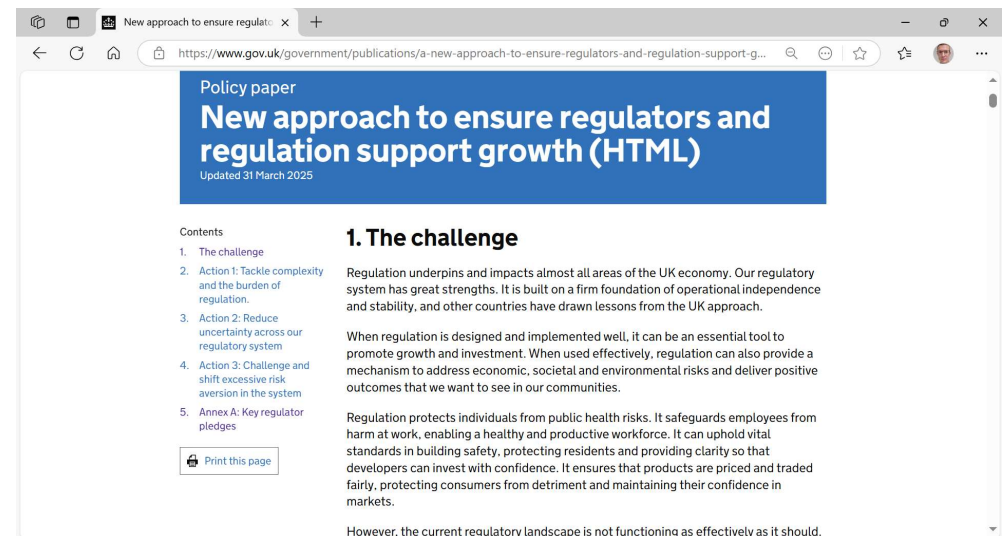 New approach to ensure regulato
https://www.gov.uk/government/publications/a-new-approach-to-ensure-regulators-and-regulation-support-g...
Policy paper
New approach to ensure regulators and
regulation support growth (HTML)
Updated 31 March 2025
Contents
1. The challenge
2. Action 1: Tackle complexity
and the burden of
regulation.
3. Action 2: Reduce
uncertainty across our
regulatory system
4. Action 3: Challenge and
shift excessive risk
aversion in the system
5. Annex A: Key regulator
pledges
Print this page
1. The challenge
Regulation underpins and impacts almost all areas of the UK economy. Our regulatory
system has great strengths. It is built on a firm foundation of operational independence
and stability, and other countries have drawn lessons from the UK approach.
When regulation is designed and implemented well, it can be an essential tool to
promote growth and investment. When used effectively, regulation can also provide a
mechanism to address economic, societal and environmental risks and deliver positive
outcomes that we want to see in our communities.
Regulation protects individuals from public health risks. It safeguards employees from
harm at work, enabling a healthy and productive workforce. It can uphold vital
standards in building safety, protecting residents and providing clarity so that
developers can invest with confidence. It ensures that products are priced and traded
fairly, protecting consumers from detriment and maintaining their confidence in
markets.
However, the current regulatory landscape is not functioning as effectively as it should.